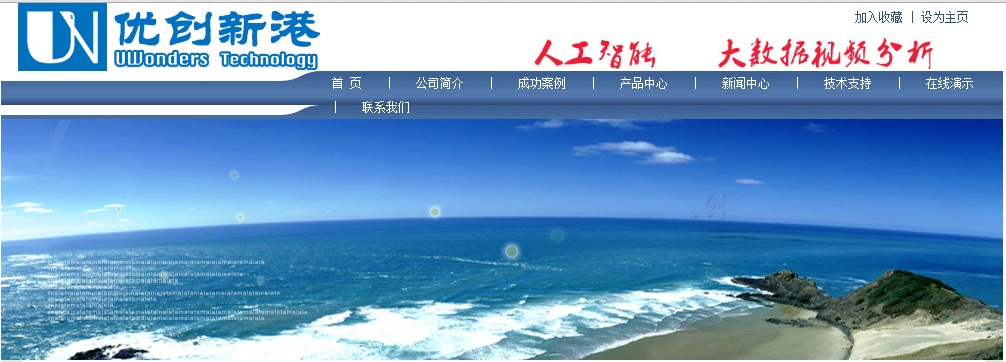 优创新港
UWonders Technology
加入收藏 | 设为主页
人工智能 大数据视频分析
首 页 | 公司简介 | 成功案例 | 产品中心 | 新闻中心 | 技术支持 | 在线演示
| 联系我们
创